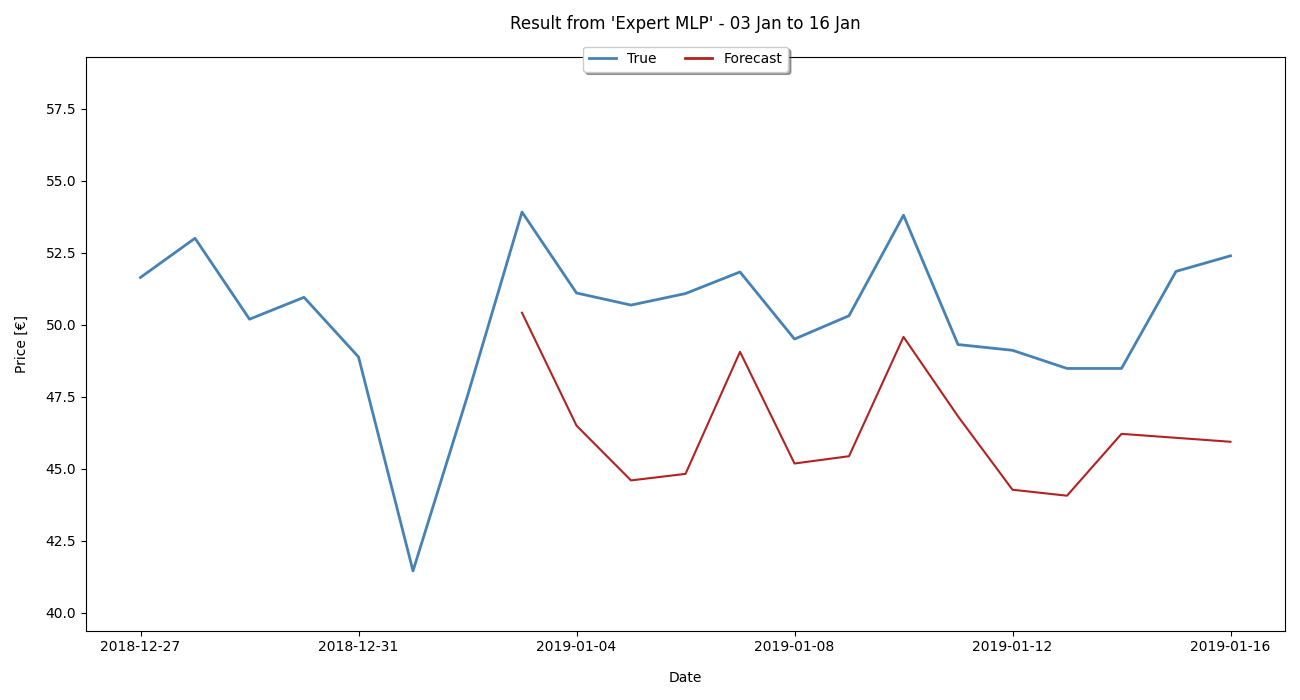 Result from 'Expert MLP' - 03 Jan to 16 Jan
True
Forecast
57.5
55.0
52.5
50.0
47.5
45.0
42.5
40.0
Price [€]
2018-12-27
2018-12-31
2019-01-04
2019-01-08
2019-01-12
2019-01-16
Date